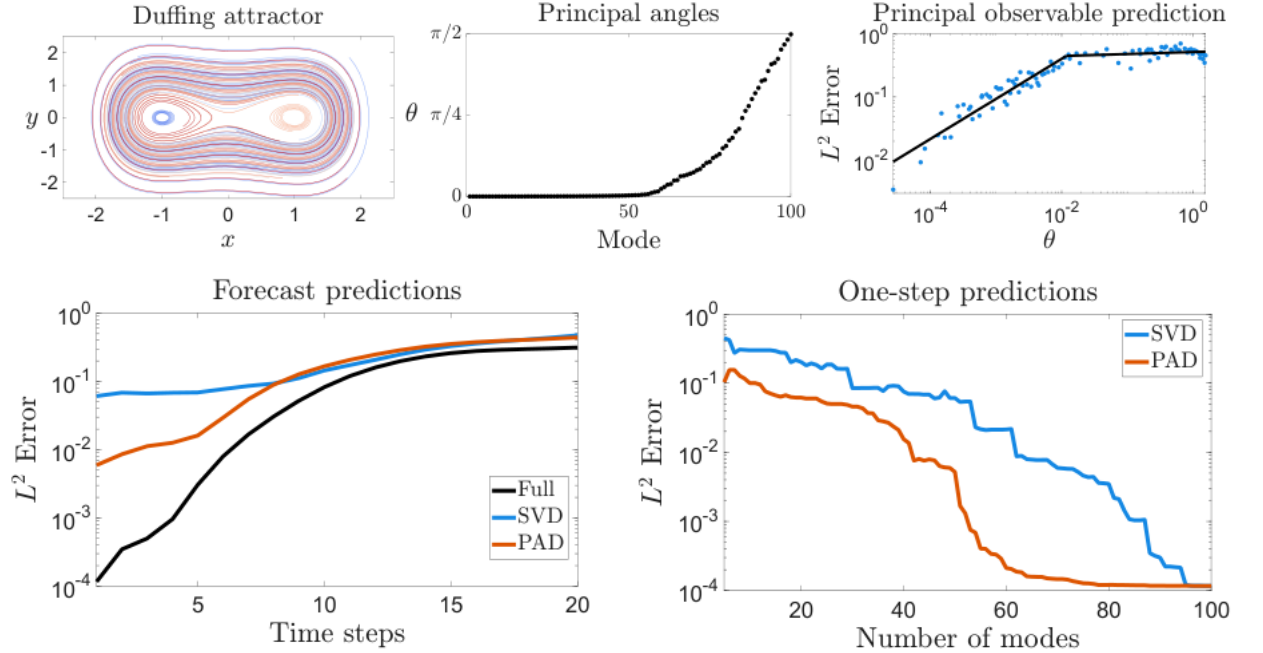 Duffing attractor
2
1
y 0
-1
-2
-2 -1 0 1 2
x
Principal angles
π/2
θ π/4
0
0 50 100
Mode
Principal observable prediction
10^0
10^-1
10^-2
L^2 Error
10^-4 10^-2 10^0
θ
Forecast predictions
10^0
10^-1
10^-2
10^-3
10^-4
L^2 Error
Full
SVD
PAD
5 10 15 20
Time steps
One-step predictions
10^0
10^-1
10^-2
10^-3
10^-4
L^2 Error
SVD
PAD
20 40 60 80 100
Number of modes